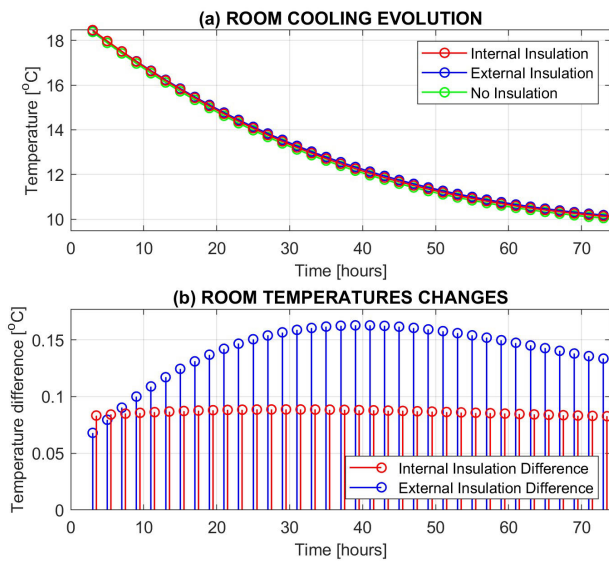 (a) ROOM COOLING EVOLUTION
Temperature [°C]
18
16
14
12
10
Internal Insulation
External Insulation
No Insulation
0 10 20 30 40 50 60 70
Time [hours]
(b) ROOM TEMPERATURES CHANGES
Temperature difference [°C]
0.15
0.1
0.05
0
Internal Insulation Difference
External Insulation Difference
0 10 20 30 40 50 60 70
Time [hours]